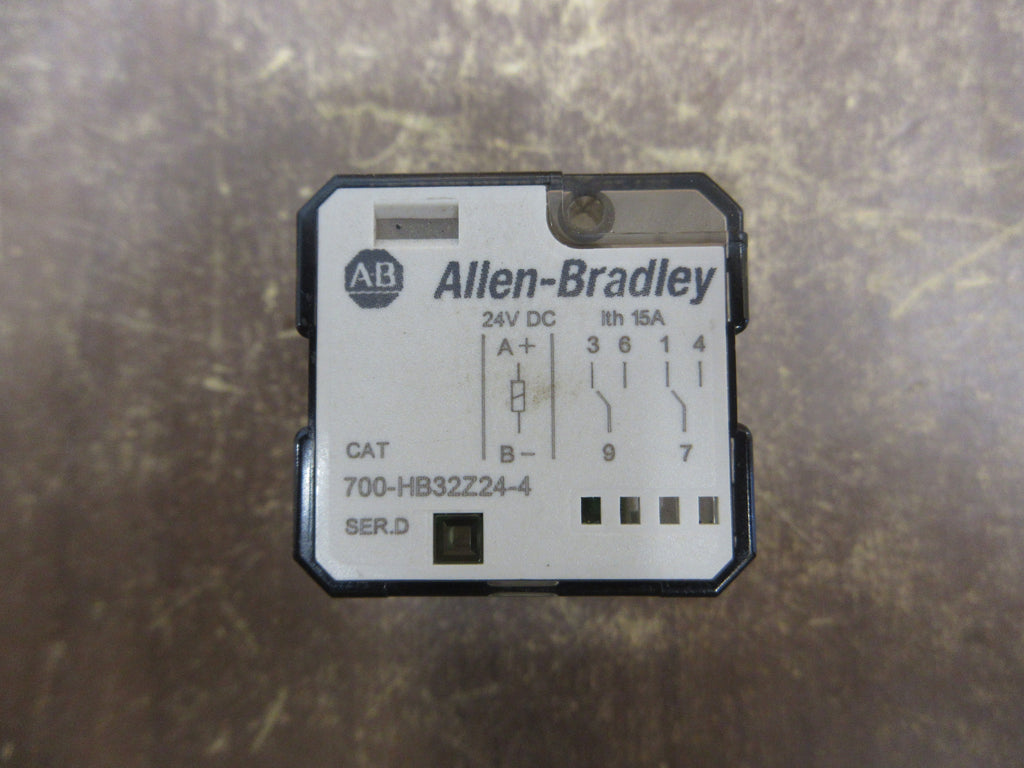 AB Allen-Bradley
24V DC Ith 15A
A + 3 6 1 4
CAT B - 9 7
700-HB32Z24-4
SER.D